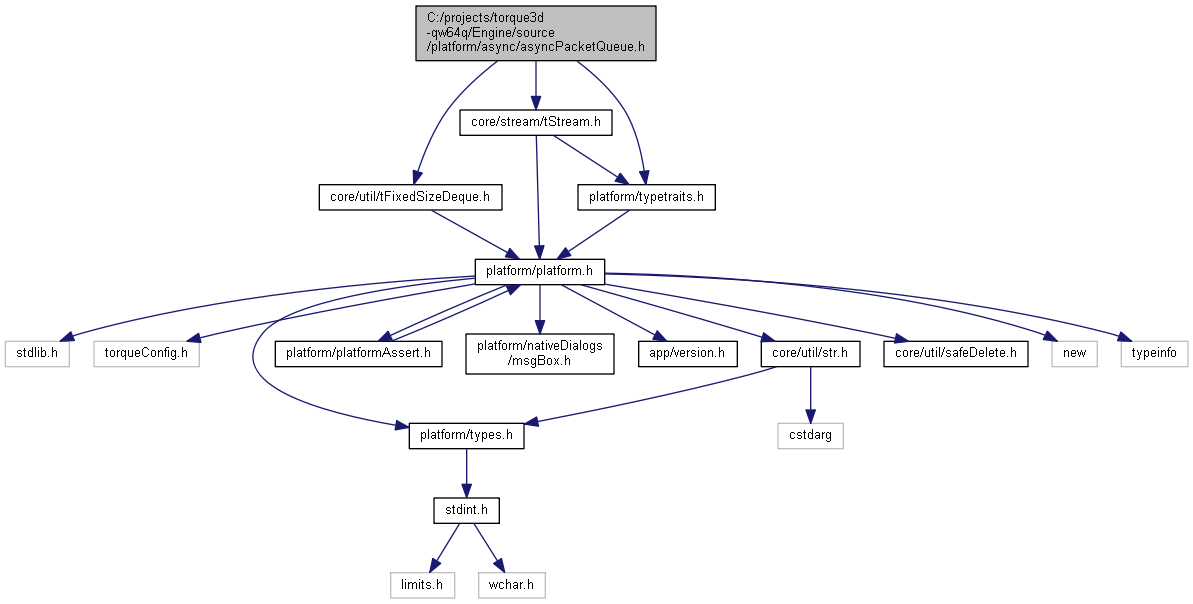 C:/projects/torque3d
-qw64q/Engine/source
/platform/async/asyncPacketQueue.h
core/stream/tStream.h
core/util/tFixedSizeDeque.h
platform/typetraits.h
platform/platform.h
stdlib.h
torqueConfig.h
platform/platformAssert.h
platform/nativeDialogs
/msgBox.h
app/version.h
core/util/str.h
core/util/safeDelete.h
new
typeinfo
platform/types.h
cstdarg
stdint.h
limits.h
wchar.h